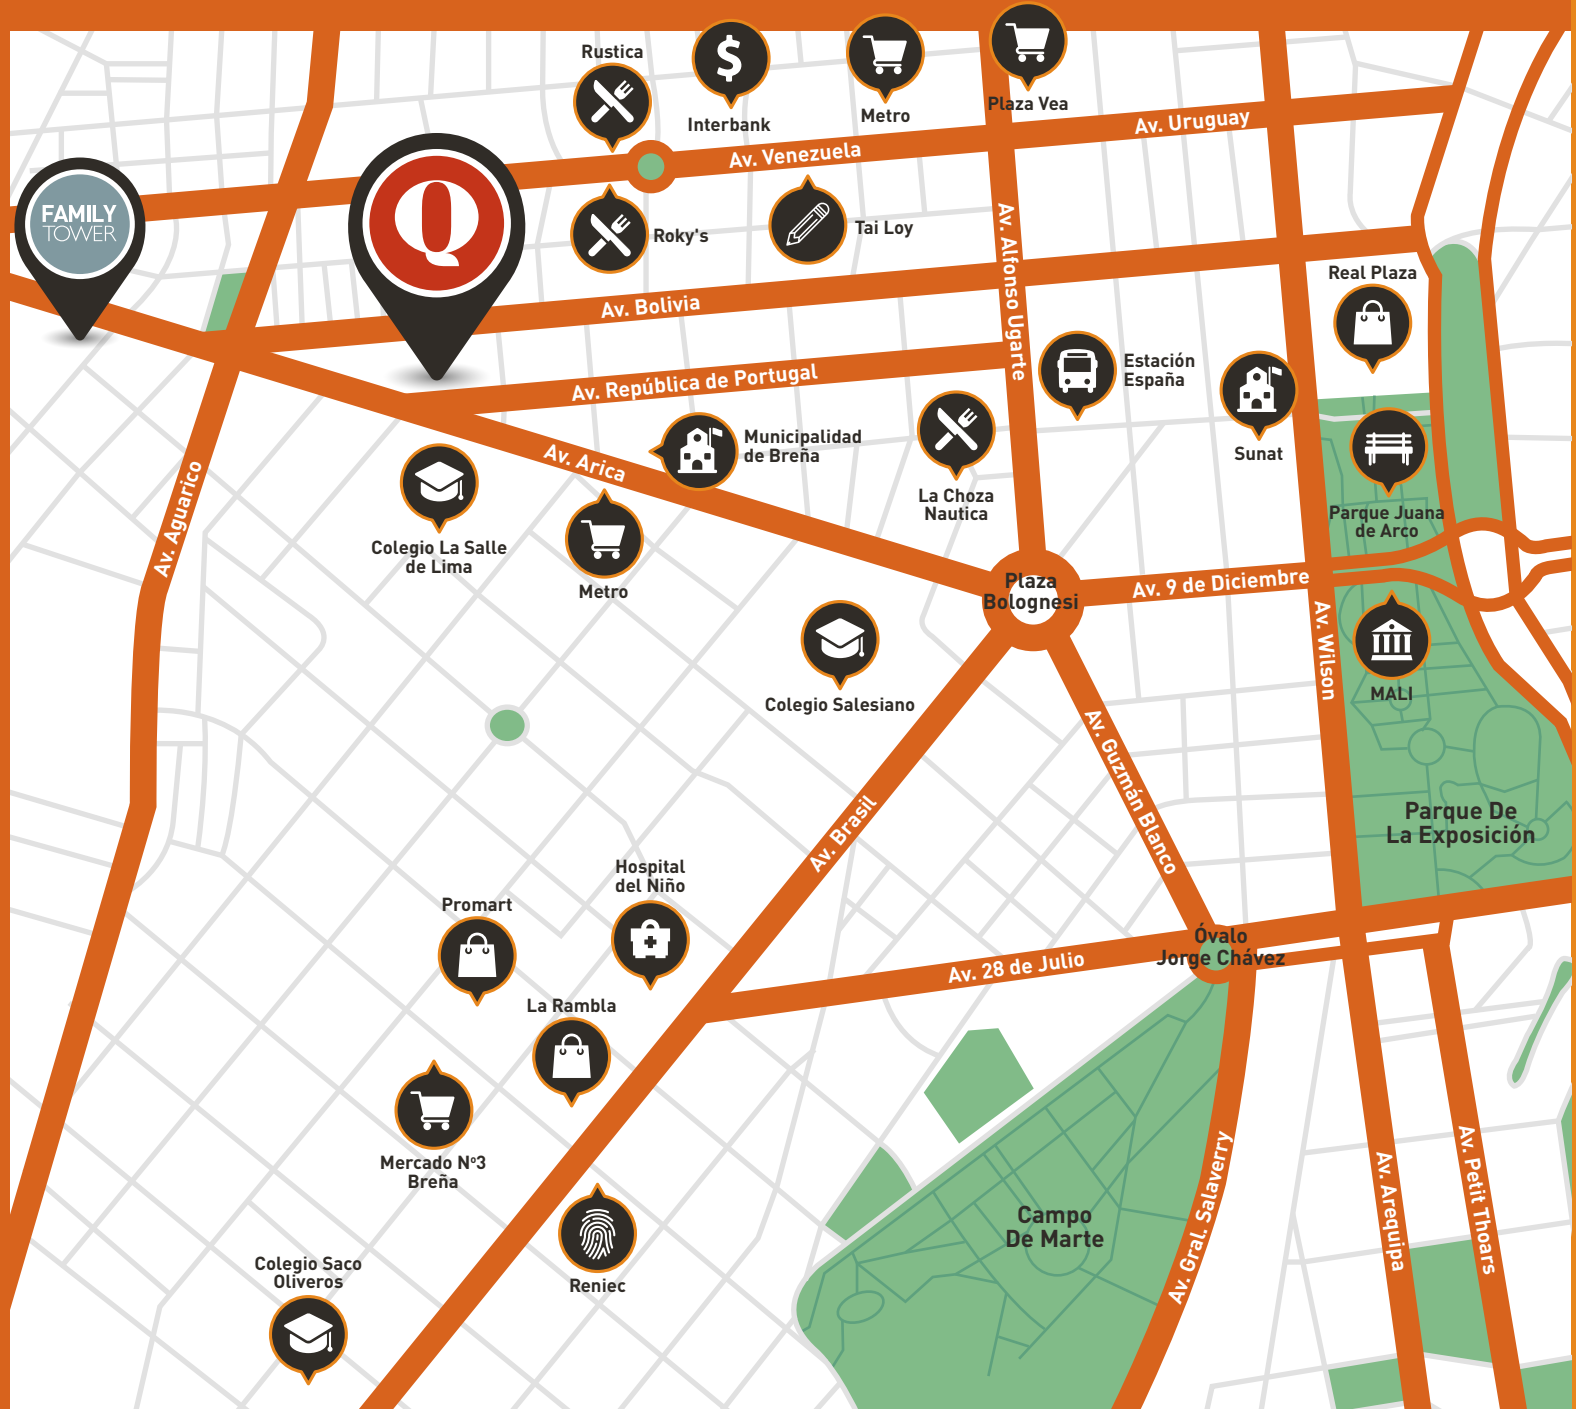 Rustica
$
Interbank
Metro
Plaza Vea
Av. Uruguay
Av. Venezuela
FAMILY
TOWER
Q
Roky's
Tai Loy
Av. Alfonso Ugarte
Av. Bolivia
Real Plaza
Av. República de Portugal
Estación
España
Municipalidad
de Breña
Av. Arica
Sunat
La Choza
Nautica
Parque Juana
de Arco
Av. Aguarico
Colegio La Salle
de Lima
Metro
Plaza
Bolognesi
Av. 9 de Diciembre
Av. Wilson
MALI
Colegio Salesiano
Av. Guzmán Blanco
Av. Brasil
Parque De
La Exposición
Hospital
del Niño
Promart
Óvalo
Jorge Chávez
Av. 28 de Julio
La Rambla
Mercado Nº3
Breña
Av. Gral. Salaverry
Av. Arequipa
Av. Petit Thoars
Campo
De Marte
Reniec
Colegio Saco
Oliveros